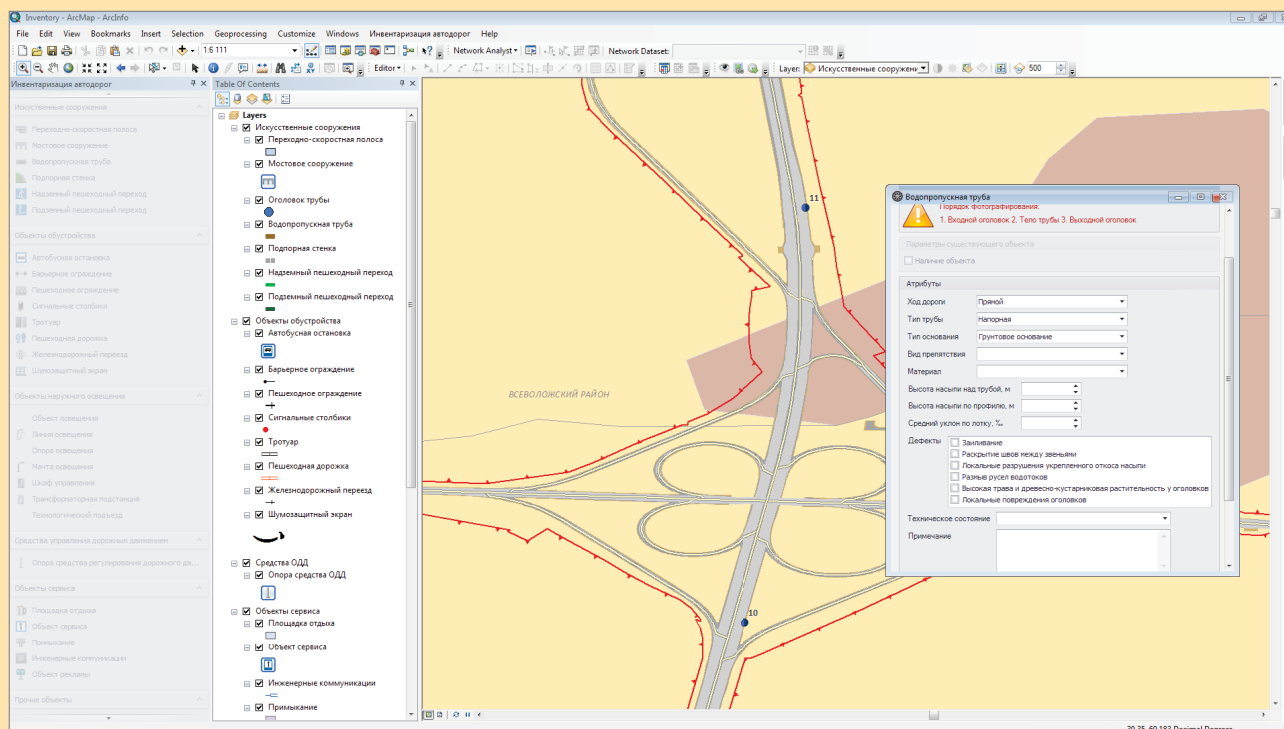 Inventory - ArcMap - ArcInfo
File Edit View Bookmarks Insert Selection Geoprocessing Customize Windows Инвентаризация автодорог Help
1:6 111
Network Analyst
Network Dataset:
Editor
Layer:
Искусственные сооружени
500
Инвентаризация автодорог
Искуственные сооружения
Переходно-скоростная полоса
Мостовое сооружение
Водопропускная труба
Подпорная стенка
Надземный пешеходный переход
Подземный пешеходный переход
Объекты обустройства
Автобусная остановка
Барьерное ограждение
Пешеходное ограждение
Сигнальные столбики
Тротуар
Пешеходная дорожка
Железнодорожный переезд
Шумозащитный экран
Объекты наружного освещения
Объект освещения
Линия освещения
Опора освещения
Мачта освещения
Шкаф управления
Трансформаторная подстанция
Технологический подъезд
Средства управления дорожным движением
Опора средства регулирования дорожного дв...
Объекты сервиса
Площадка отдыха
Объект сервиса
Примыкание
Инженерные коммуникации
Объект рекламы
Прочие объекты
Table Of Contents
Layers
Искусственные сооружения
Переходно-скоростная полоса
Мостовое сооружение
Оголовок трубы
Водопропускная труба
Подпорная стенка
Надземный пешеходный переход
Подземный пешеходный переход
Объекты обустройства
Автобусная остановка
Барьерное ограждение
Пешеходное ограждение
Сигнальные столбики
Тротуар
Пешеходная дорожка
Железнодорожный переезд
Шумозащитный экран
Средства ОДД
Опора средства ОДД
Объекты сервиса
Площадка отдыха
Объект сервиса
Инженерные коммуникации
Примыкание
11
ВСЕВОЛОЖСКИЙ РАЙОН
10
Водопропускная труба
Порядок фотографирования:
1. Входной оголовок 2. Тело трубы 3. Выходной оголовок
Параметры существующего объекта
Наличие объекта
Атрибуты
Ход дороги Прямой
Тип трубы Напорная
Тип основания Грунтовое основание
Вид препятствия
Материал
Высота насыпи над трубой, м
Высота насыпи по профилю, м
Средний уклон по лотку, ‰
Дефекты Заиливание
Раскрытие швов между звеньями
Локальные разрушения укрепленного откоса насыпи
Размыв русел водотоков
Высокая трава и древесно-кустарниковая растительность у оголовков
Локальные повреждения оголовков
Техническое состояние
Примечание